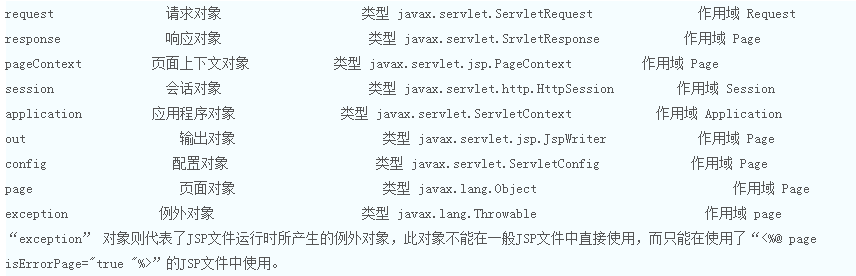 request 请求对象 类型 javax.servlet.ServletRequest 作用域 Request
response 响应对象 类型 javax.servlet.SrvletResponse 作用域 Page
pageContext 页面上下文对象 类型 javax.servlet.jsp.PageContext 作用域 Page
session 会话对象 类型 javax.servlet.http.HttpSession 作用域 Session
application 应用程序对象 类型 javax.servlet.ServletContext 作用域 Application
out 输出对象 类型 javax.servlet.jsp.JspWriter 作用域 Page
config 配置对象 类型 javax.servlet.ServletConfig 作用域 Page
page 页面对象 类型 javax.lang.Object 作用域 Page
exception 例外对象 类型 javax.lang.Throwable 作用域 page
“exception” 对象则代表了JSP文件运行时所产生的例外对象，此对象不能在一般JSP文件中直接使用，而只能在使用了“<%@ page
isErrorPage="true "%>”的JSP文件中使用。